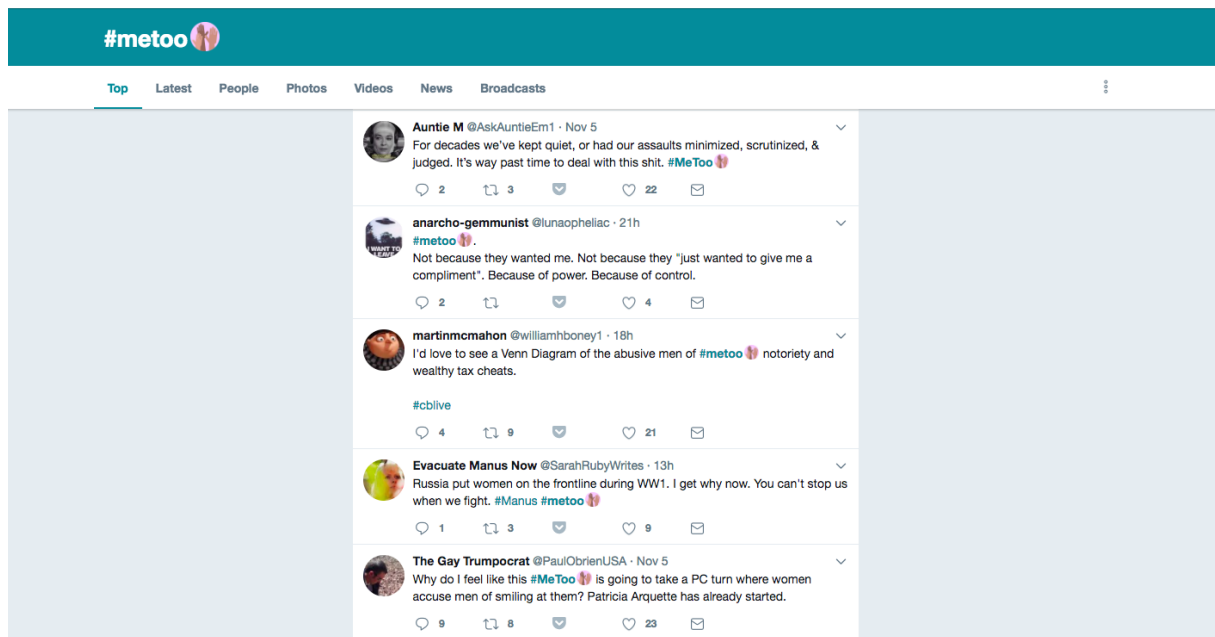 #metoo
Top Latest People Photos Videos News Broadcasts
Auntie M @AskAuntieEm1 · Nov 5
For decades we've kept quiet, or had our assaults minimized, scrutinized, &
judged. It's way past time to deal with this shit. #MeToo
2 3 22
anarcho-gemmunist @lunaopheliac · 21h
#metoo .
Not because they wanted me. Not because they "just wanted to give me a
compliment". Because of power. Because of control.
2 4
I WANT TO
LEAVE
martinmcmahon @williamhboney1 · 18h
I'd love to see a Venn Diagram of the abusive men of #metoo notoriety and
wealthy tax cheats.
#cblive
4 9 21
Evacuate Manus Now @SarahRubyWrites · 13h
Russia put women on the frontline during WW1. I get why now. You can't stop us
when we fight. #Manus #metoo
1 3 9
The Gay Trumpocrat @PaulObrienUSA · Nov 5
Why do I feel like this #MeToo is going to take a PC turn where women
accuse men of smiling at them? Patricia Arquette has already started.
9 8 23